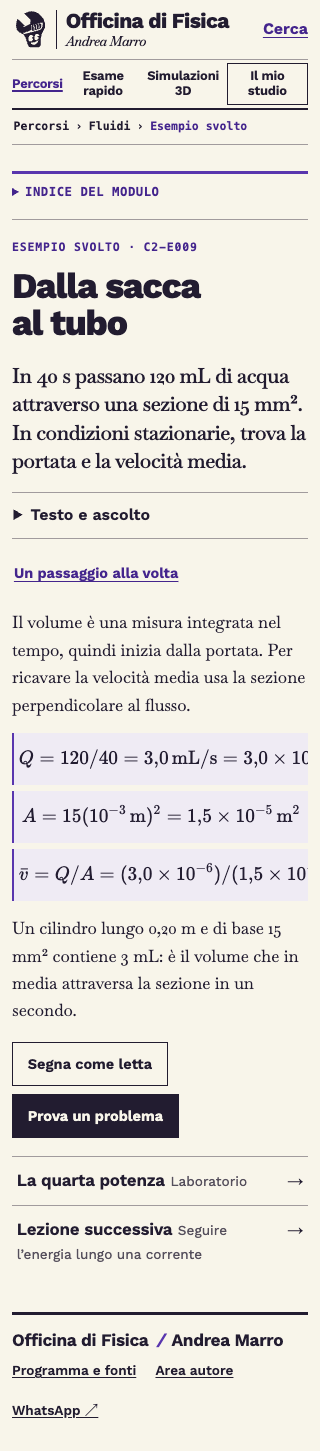 Officina di Fisica
Andrea Marro
Cerca
Percorsi
Esame
rapido
Simulazioni
3D
Il mio
studio
Percorsi › Fluidi › Esempio svolto
▶ INDICE DEL MODULO
ESEMPIO SVOLTO · C2–E009
Dalla sacca
al tubo
In 40 s passano 120 mL di acqua
attraverso una sezione di 15 mm².
In condizioni stazionarie, trova la
portata e la velocità media.
▶ Testo e ascolto
Un passaggio alla volta
Il volume è una misura integrata nel
tempo, quindi inizia dalla portata. Per
ricavare la velocità media usa la sezione
perpendicolare al flusso.
Q = 120/40 = 3,0 mL/s = 3,0 × 10
A = 15(10⁻³ m)² = 1,5 × 10⁻⁵ m²
v̄ = Q/A = (3,0 × 10⁻⁶)/(1,5 × 10
Un cilindro lungo 0,20 m e di base 15
mm² contiene 3 mL: è il volume che in
media attraversa la sezione in un
secondo.
Segna come letta
Prova un problema
La quarta potenza Laboratorio →
Lezione successiva Seguire →
l'energia lungo una corrente
Officina di Fisica / Andrea Marro
Programma e fonti Area autore
WhatsApp ↗